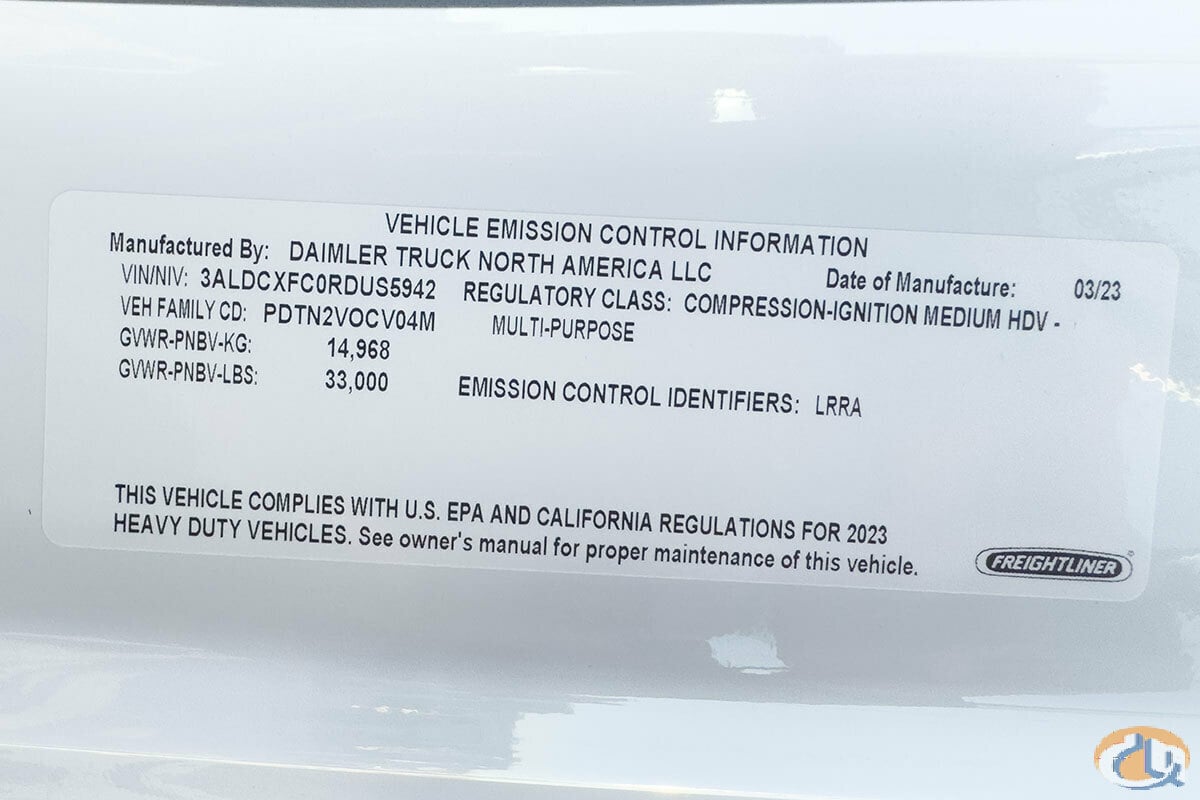 VEHICLE EMISSION CONTROL INFORMATION
Manufactured By: DAIMLER TRUCK NORTH AMERICA LLC Date of Manufacture: 03/23
VIN/NIV: 3ALDCXFC0RDUS5942 REGULATORY CLASS: COMPRESSION-IGNITION MEDIUM HDV -
VEH FAMILY CD: PDTN2VOCV04M MULTI-PURPOSE
GVWR-PNBV-KG: 14,968
GVWR-PNBV-LBS: 33,000 EMISSION CONTROL IDENTIFIERS: LRRA
THIS VEHICLE COMPLIES WITH U.S. EPA AND CALIFORNIA REGULATIONS FOR 2023
HEAVY DUTY VEHICLES. See owner's manual for proper maintenance of this vehicle.
FREIGHTLINER